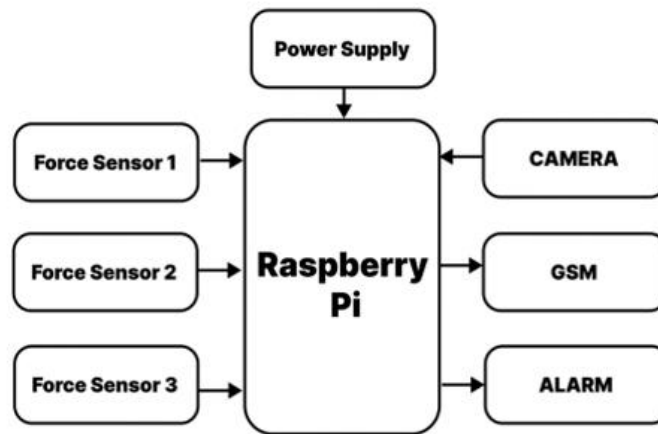 Power Supply
Force Sensor 1
CAMERA
Force Sensor 2
Raspberry
Pi
GSM
Force Sensor 3
ALARM